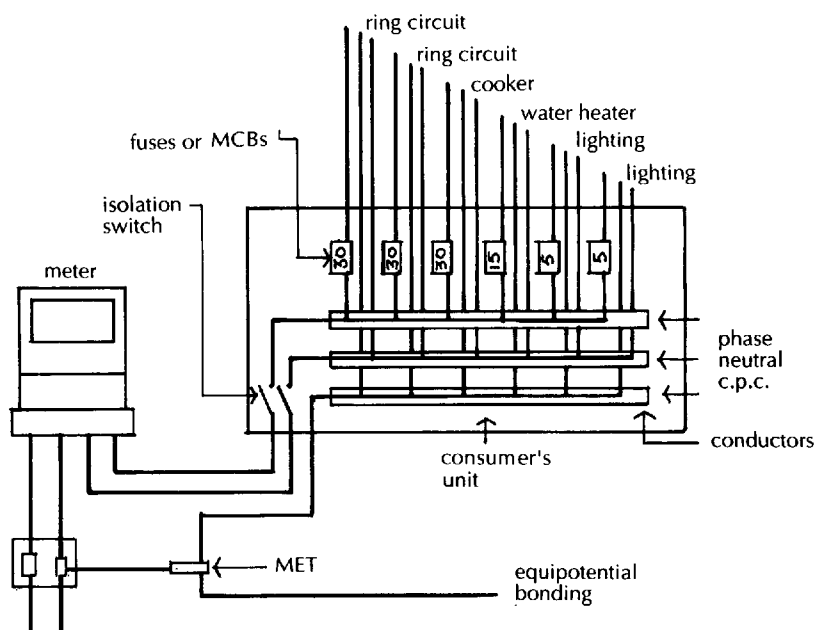 ring circuit
ring circuit
cooker
water heater
lighting
lighting
fuses or MCBs
isolation
switch
meter
30
30
30
15
5
5
phase
neutral
c.p.c.
conductors
consumer's
unit
MET
equipotential
bonding